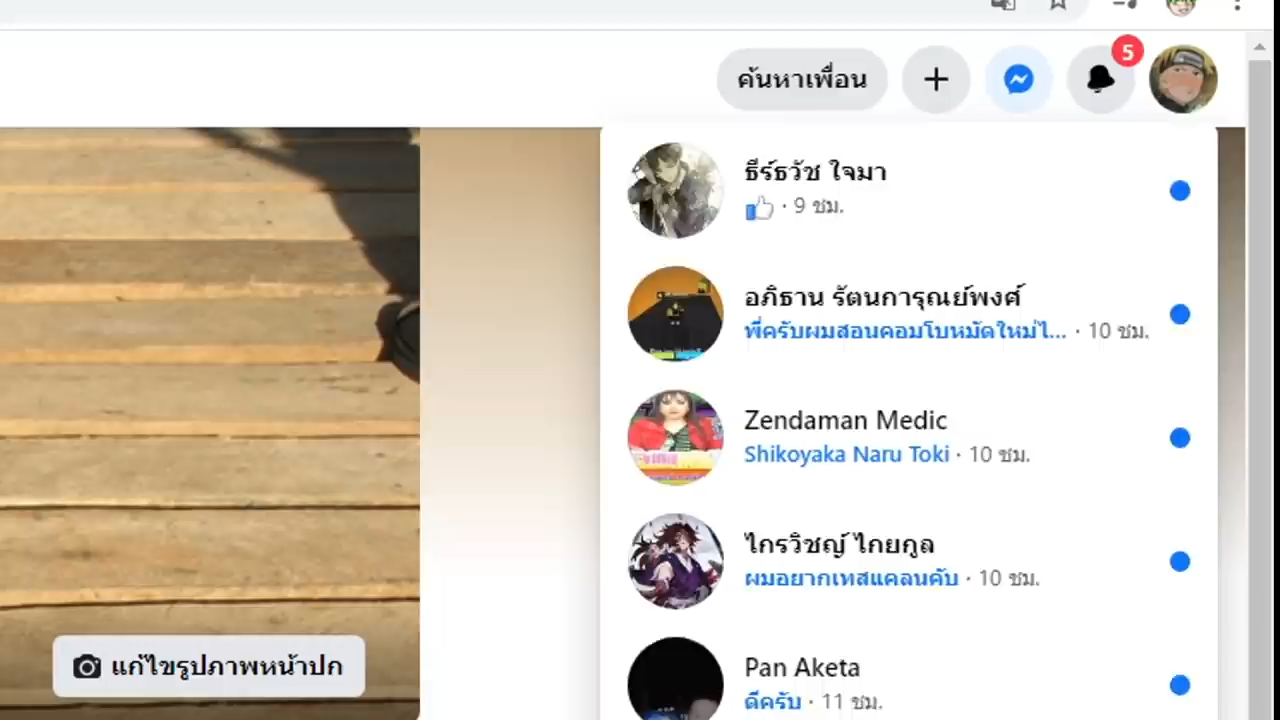 ค้นหาเพื่อน
5
ธีร์ธวัช ใจมา
· 9 ชม.
อภิธาน รัตนการุณย์พงศ์
พี่ครับผมสอนคอมโบหมัดใหม่ไ... · 10 ชม.
Zendaman Medic
Shikoyaka Naru Toki · 10 ชม.
ไกรวิชญ์ ไกยกูล
ผมอยากเทสแคลนคับ · 10 ชม.
Pan Aketa
ดีครับ · 11 ชม.
แก้ไขรูปภาพหน้าปก